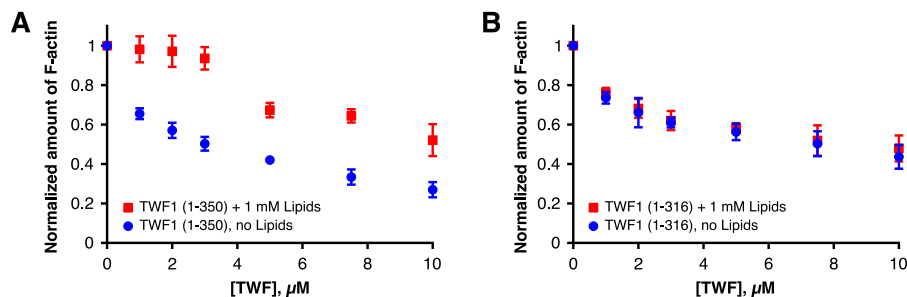 A
Normalized amount of F-actin
1
0.8
0.6
0.4
0.2
0
TWF1 (1-350) + 1 mM Lipids
TWF1 (1-350), no Lipids
0 2 4 6 8 10
[TWF], µM
B
Normalized amount of F-actin
1
0.8
0.6
0.4
0.2
0
TWF1 (1-316) + 1 mM Lipids
TWF1 (1-316), no Lipids
0 2 4 6 8 10
[TWF], µM